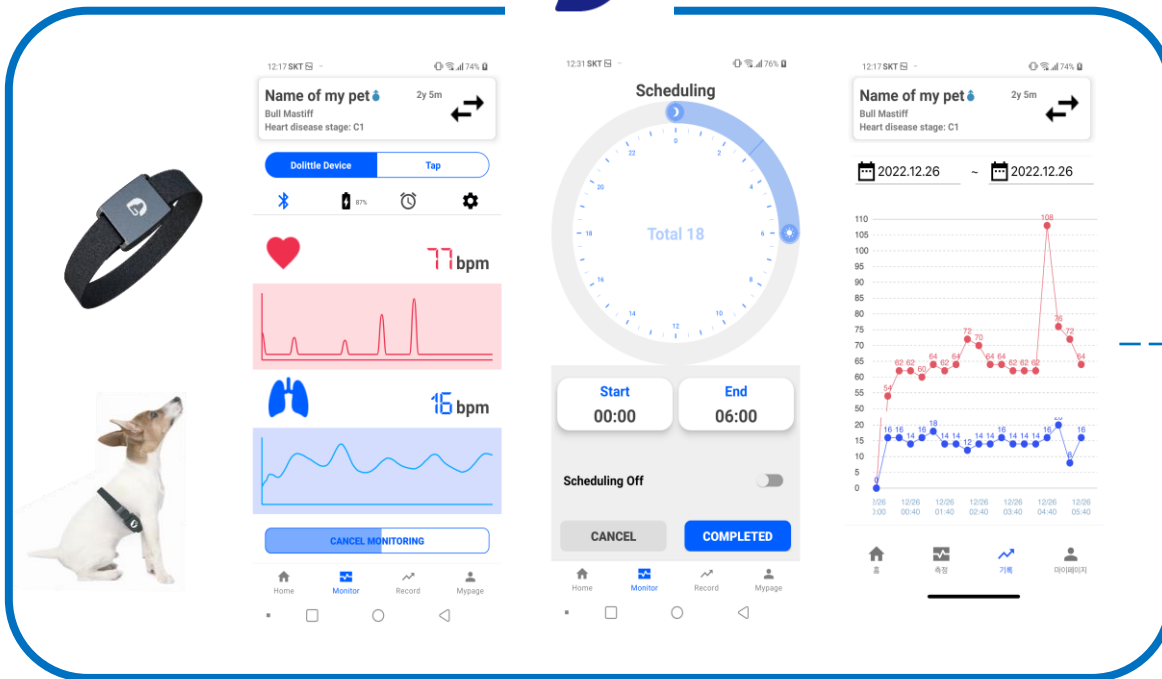 12:17 SKT
74%
Name of my pet
2y 5m
Bull Mastiff
Heart disease stage: C1
Dolittle Device
Tap
87%
77 bpm
16 bpm
CANCEL MONITORING
Home
Monitor
Record
Mypage
12:31 SKT
76%
Scheduling
0
2
4
6
8
10
12
14
16
18
20
22
Total 18
Start
00:00
End
06:00
Scheduling Off
CANCEL
COMPLETED
Home
Monitor
Record
Mypage
12:17 SKT
74%
Name of my pet
2y 5m
Bull Mastiff
Heart disease stage: C1
2022.12.26 ~ 2022.12.26
110
105
100
95
90
85
80
75
70
65
60
55
50
20
15
10
5
0
54 62 62 60 64 62 64 72 70 64 64 62 62 62 108 76 72 64
0 16 16 14 16 18 14 14 12 14 14 16 14 14 14 16 8 16
12/26 12/26 12/26 12/26 12/26
00:40 01:40 02:40 03:40 04:40 05:40
홈
측정
기록
마이페이지